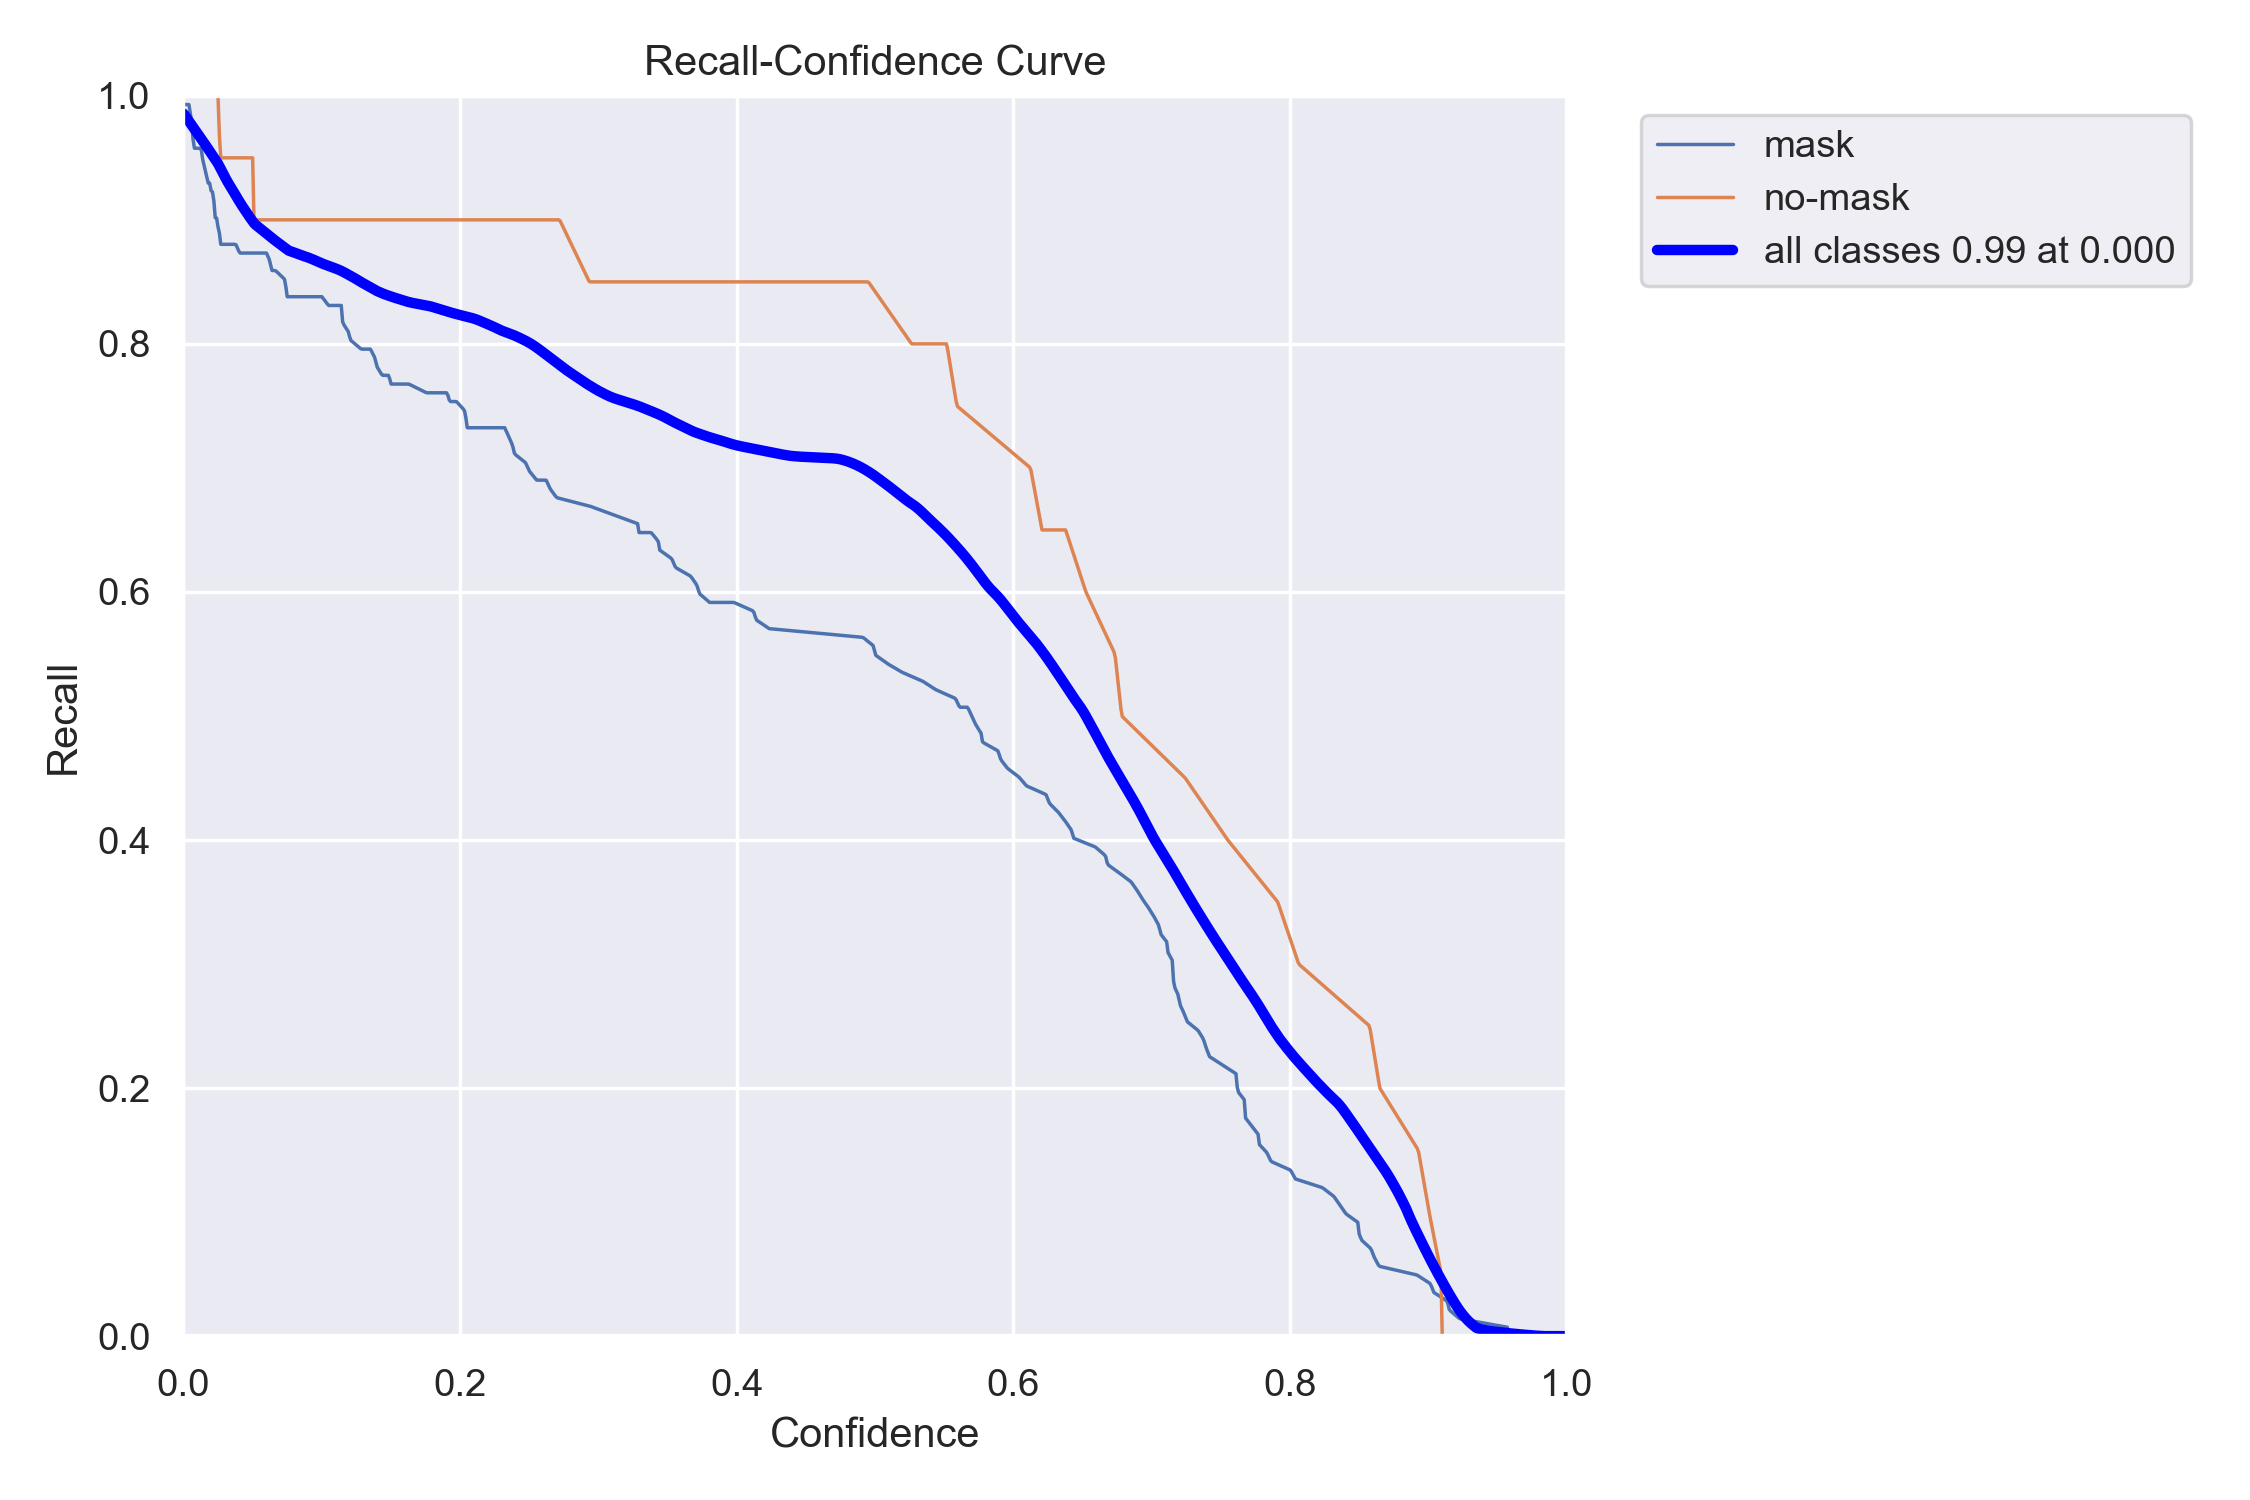 Recall-Confidence Curve
1.0
0.8
0.6
0.4
0.2
0.0
Recall
0.0 0.2 0.4 0.6 0.8 1.0
Confidence
mask
no-mask
all classes 0.99 at 0.000